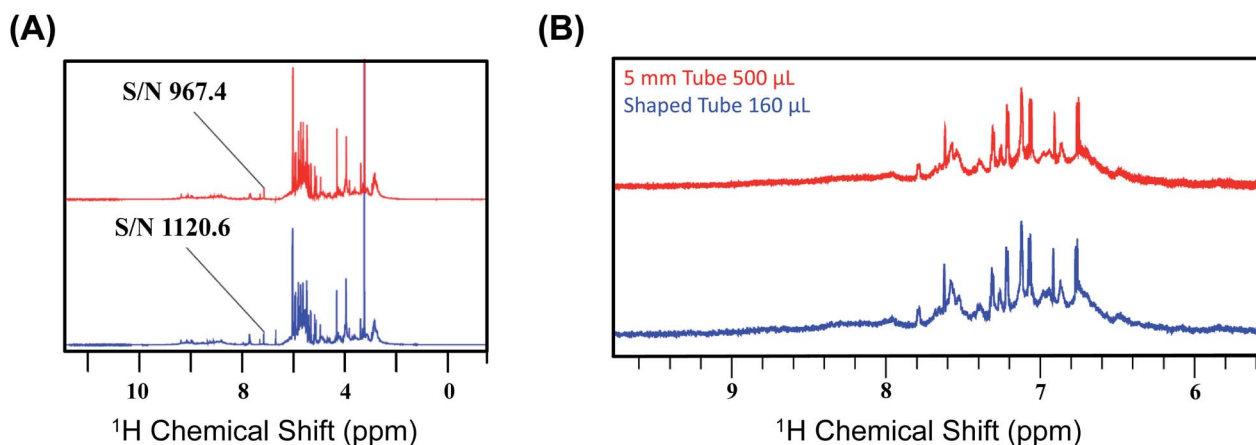 (A)
S/N 967.4
S/N 1120.6
10 8 6 4 0
¹H Chemical Shift (ppm)
(B)
5 mm Tube 500 µL
Shaped Tube 160 µL
9 8 7 6
¹H Chemical Shift (ppm)